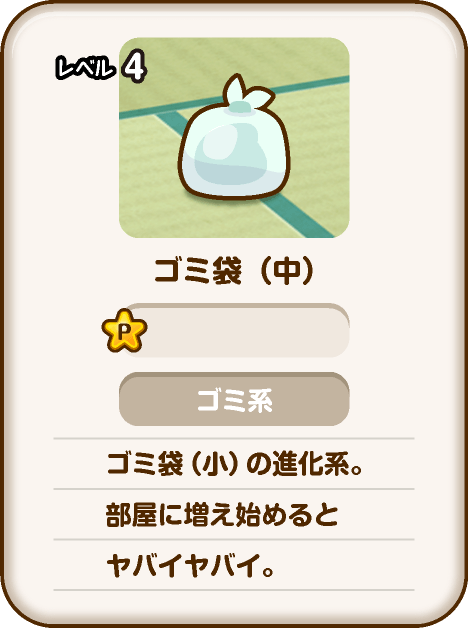 レベル 4
ゴミ袋（中）
P
ゴミ系
ゴミ袋（小）の進化系。
部屋に増え始めると
ヤバイヤバイ。